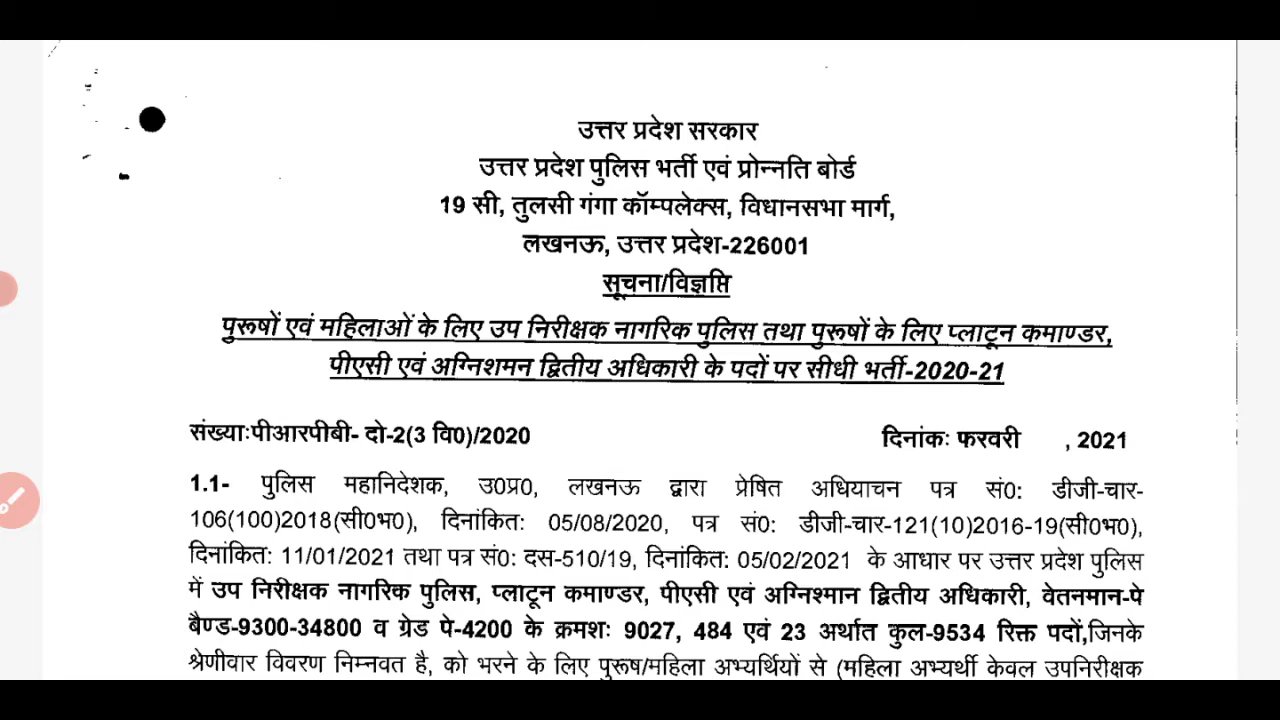 उत्तर प्रदेश सरकार
उत्तर प्रदेश पुलिस भर्ती एवं प्रोन्नति बोर्ड
19 सी, तुलसी गंगा कॉम्पलेक्स, विधानसभा मार्ग,
लखनऊ, उत्तर प्रदेश-226001
सूचना/विज्ञप्ति
पुरूषों एवं महिलाओं के लिए उप निरीक्षक नागरिक पुलिस तथा पुरूषों के लिए प्लाटून कमाण्डर,
पीएसी एवं अग्निशमन द्वितीय अधिकारी के पदों पर सीधी भर्ती-2020-21
संख्याःपीआरपीबी- दो-2(3 वि0)/2020 दिनांकः फरवरी , 2021
1.1- पुलिस महानिदेशक, उ0प्र0, लखनऊ द्वारा प्रेषित अधियाचन पत्र सं0: डीजी-चार-
106(100)2018(सी0भ0), दिनांकित: 05/08/2020, पत्र सं0: डीजी-चार-121(10)2016-19(सी0भ0),
दिनांकित: 11/01/2021 तथा पत्र सं0: दस-510/19, दिनांकित: 05/02/2021 के आधार पर उत्तर प्रदेश पुलिस
में उप निरीक्षक नागरिक पुलिस, प्लाटून कमाण्डर, पीएसी एवं अग्निश्मान द्वितीय अधिकारी, वेतनमान-पे
बैण्ड-9300-34800 व ग्रेड पे-4200 के क्रमशः 9027, 484 एवं 23 अर्थात कुल-9534 रिक्त पदों,जिनके
श्रेणीवार विवरण निम्नवत है, को भरने के लिए पुरूष/महिला अभ्यर्थियों से (महिला अभ्यर्थी केवल उपनिरीक्षक